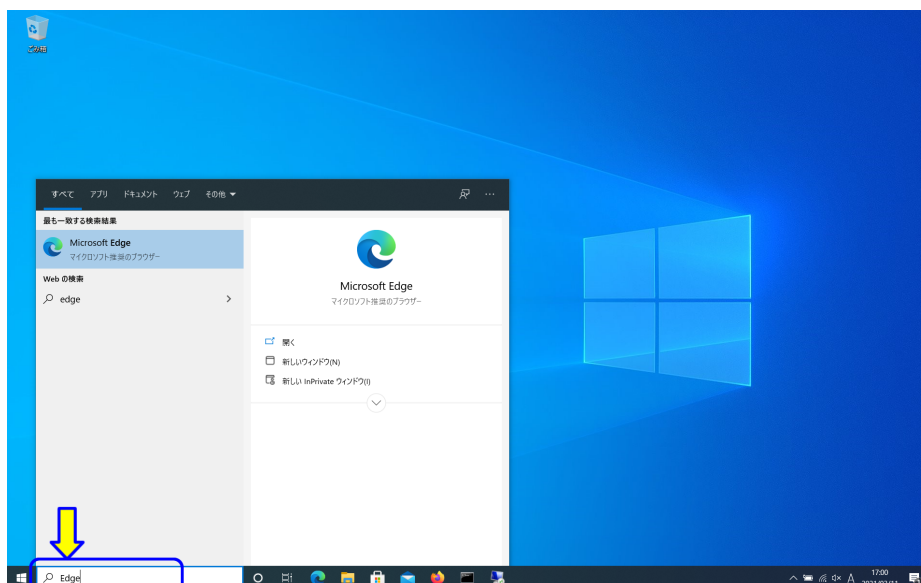 ごみ箱
すべて アプリ ドキュメント ウェブ その他
最も一致する検索結果
Microsoft Edge
マイクロソフト推奨のブラウザー
Web の検索
edge
Microsoft Edge
マイクロソフト推奨のブラウザー
開く
新しいウィンドウ(N)
新しい InPrivate ウィンドウ(I)
Edge
A
17:00